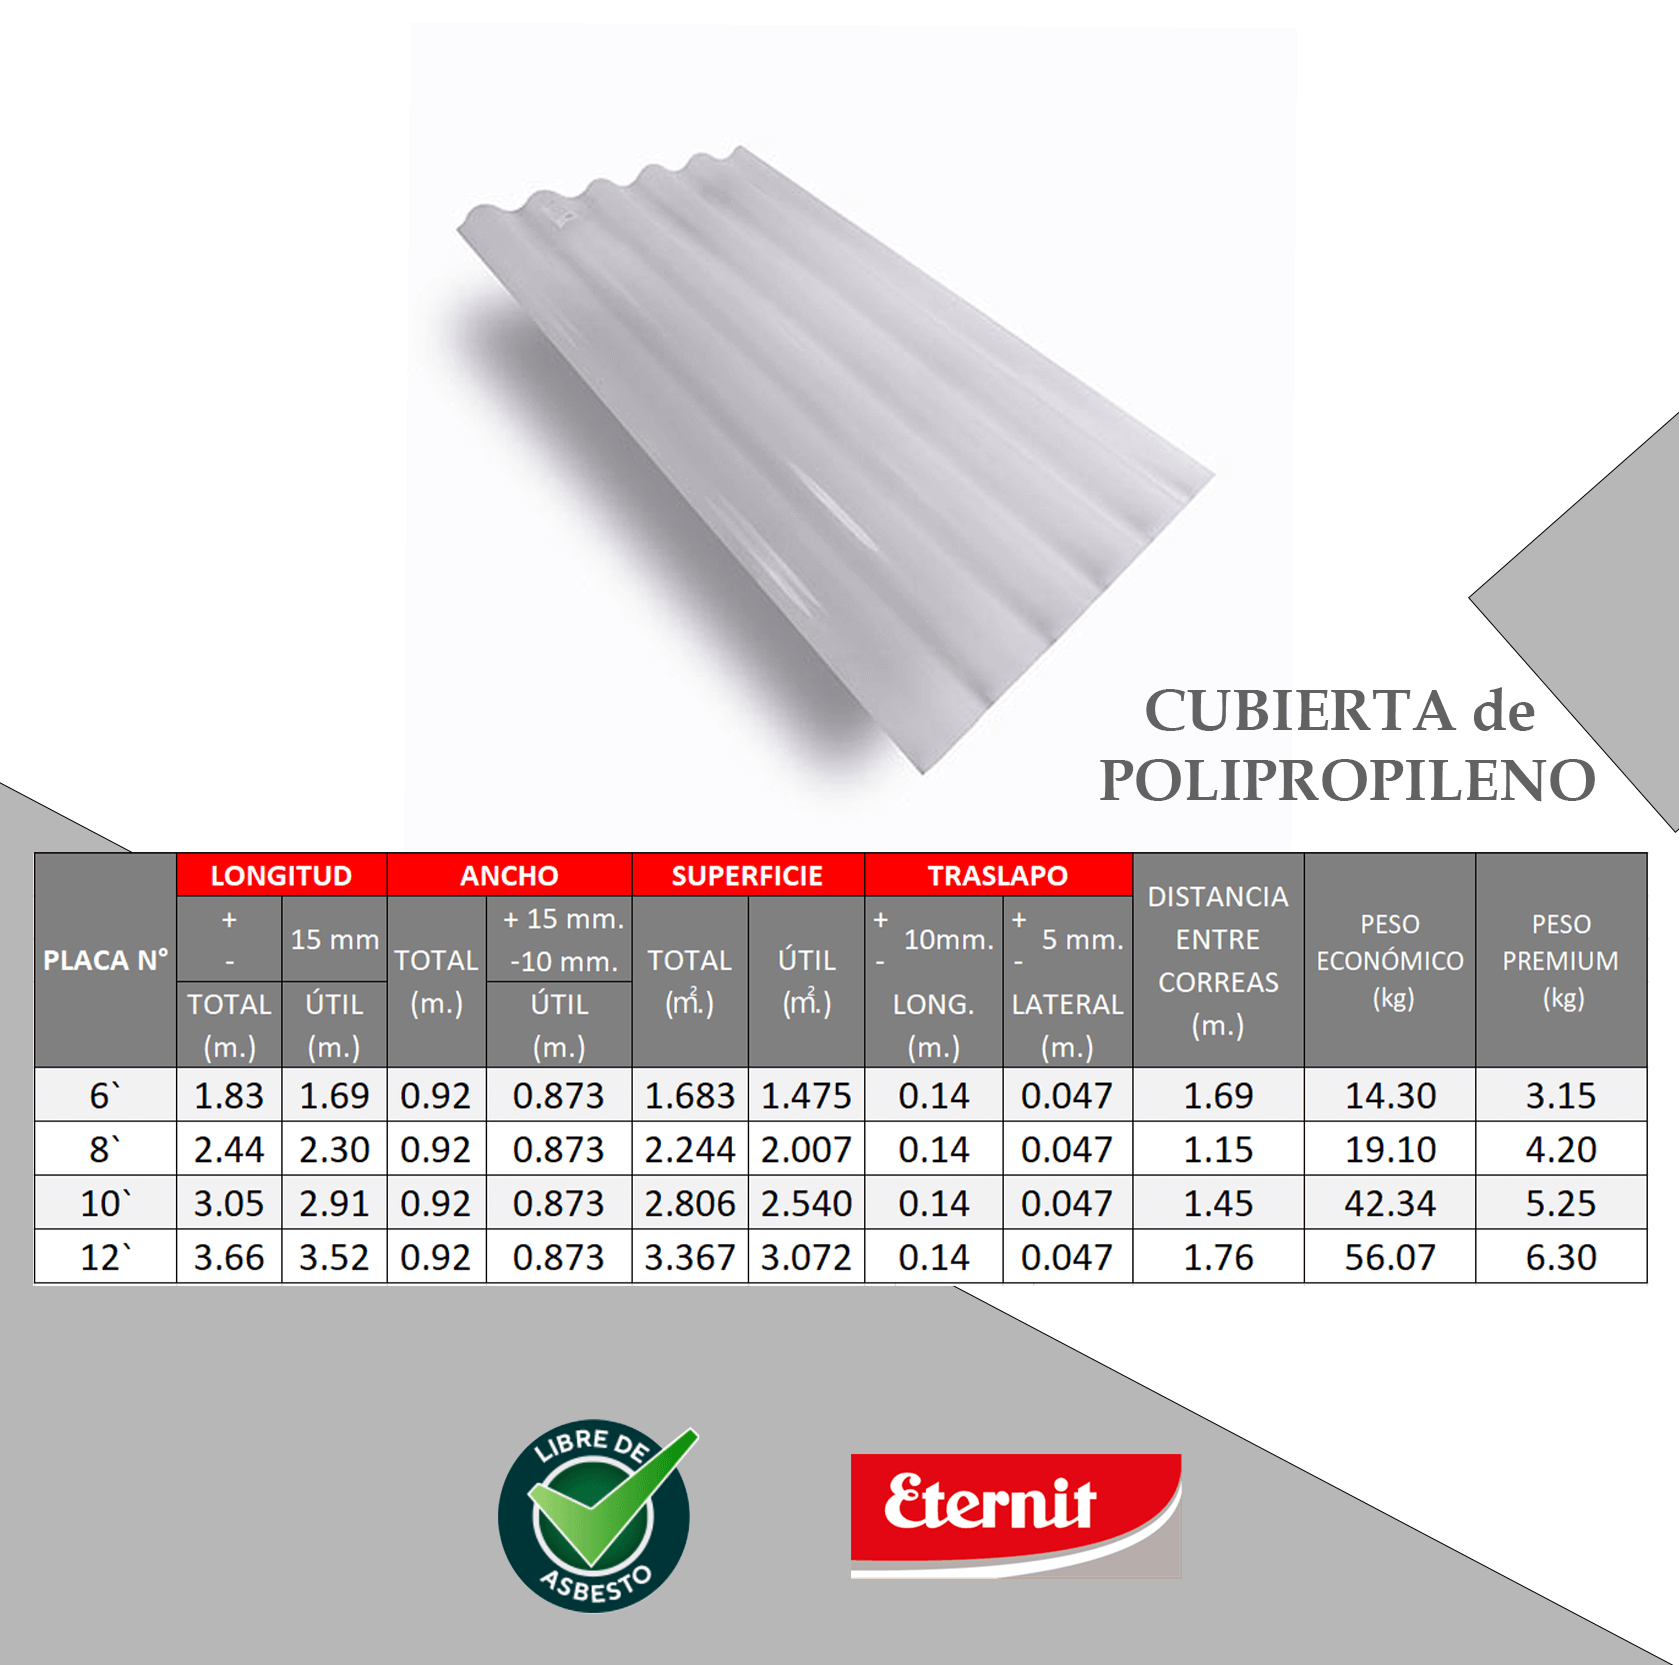 CUBIERTA de
POLIPROPILENO
PLACA N° LONGITUD ANCHO SUPERFICIE TRASLAPO DISTANCIA ENTRE CORREAS (m.) PESO ECONÓMICO (kg) PESO PREMIUM (kg)
+ - 15 mm TOTAL (m.) + 15 mm. -10 mm. TOTAL (m².) ÚTIL (m².) + - 10mm. LONG. (m.) + - 5 mm. LATERAL (m.)
TOTAL (m.) ÚTIL (m.) ÚTIL (m.)
6` 1.83 1.69 0.92 0.873 1.683 1.475 0.14 0.047 1.69 14.30 3.15
8` 2.44 2.30 0.92 0.873 2.244 2.007 0.14 0.047 1.15 19.10 4.20
10` 3.05 2.91 0.92 0.873 2.806 2.540 0.14 0.047 1.45 42.34 5.25
12` 3.66 3.52 0.92 0.873 3.367 3.072 0.14 0.047 1.76 56.07 6.30
LIBRE DE
ASBESTO
Eternit